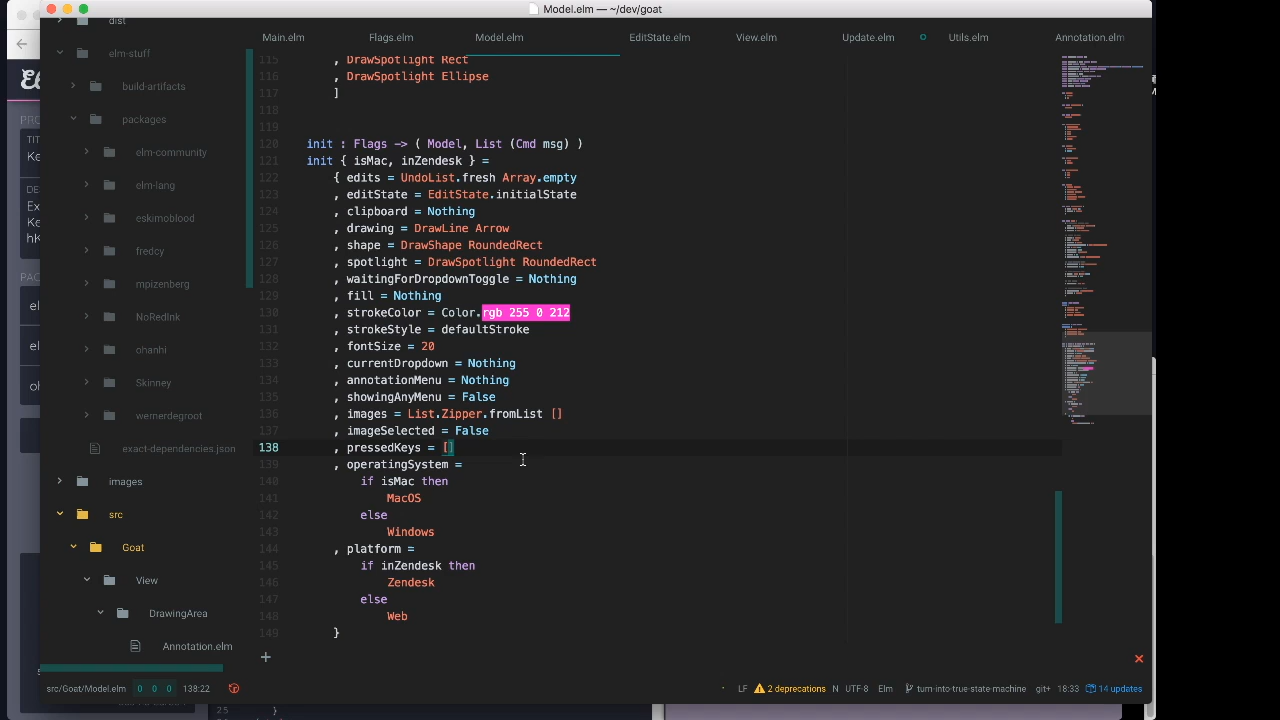 Model.elm — ~/dev/goat
Main.elm Flags.elm Model.elm EditState.elm View.elm Update.elm Utils.elm Annotation.elm
dist
elm-stuff
build-artifacts
packages
elm-community
elm-lang
eskimoblood
fredcy
mpizenberg
NoRedInk
ohanhi
Skinney
wernerdegroot
exact-dependencies.json
images
src
Goat
View
DrawingArea
Annotation.elm
115 , DrawSpotlight Rect
116 , DrawSpotlight Ellipse
117 ]
118
119
120 init : Flags -> ( Model, List (Cmd msg) )
121 init { isMac, inZendesk } =
122 { edits = UndoList.fresh Array.empty
123 , editState = EditState.initialState
124 , clipboard = Nothing
125 , drawing = DrawLine Arrow
126 , shape = DrawShape RoundedRect
127 , spotlight = DrawSpotlight RoundedRect
128 , waitingForDropdownToggle = Nothing
129 , fill = Nothing
130 , strokeColor = Color.rgb 255 0 212
131 , strokeStyle = defaultStroke
132 , fontSize = 20
133 , currentDropdown = Nothing
134 , annotationMenu = Nothing
135 , showingAnyMenu = False
136 , images = List.Zipper.fromList []
137 , imageSelected = False
138 , pressedKeys = []
139 , operatingSystem =
140 if isMac then
141 MacOS
142 else
143 Windows
144 , platform =
145 if inZendesk then
146 Zendesk
147 else
148 Web
149 }
+
src/Goat/Model.elm 0 0 0 138:22 LF 2 deprecations N UTF-8 Elm turn-into-true-state-machine git+ 18:33 14 updates
25 }